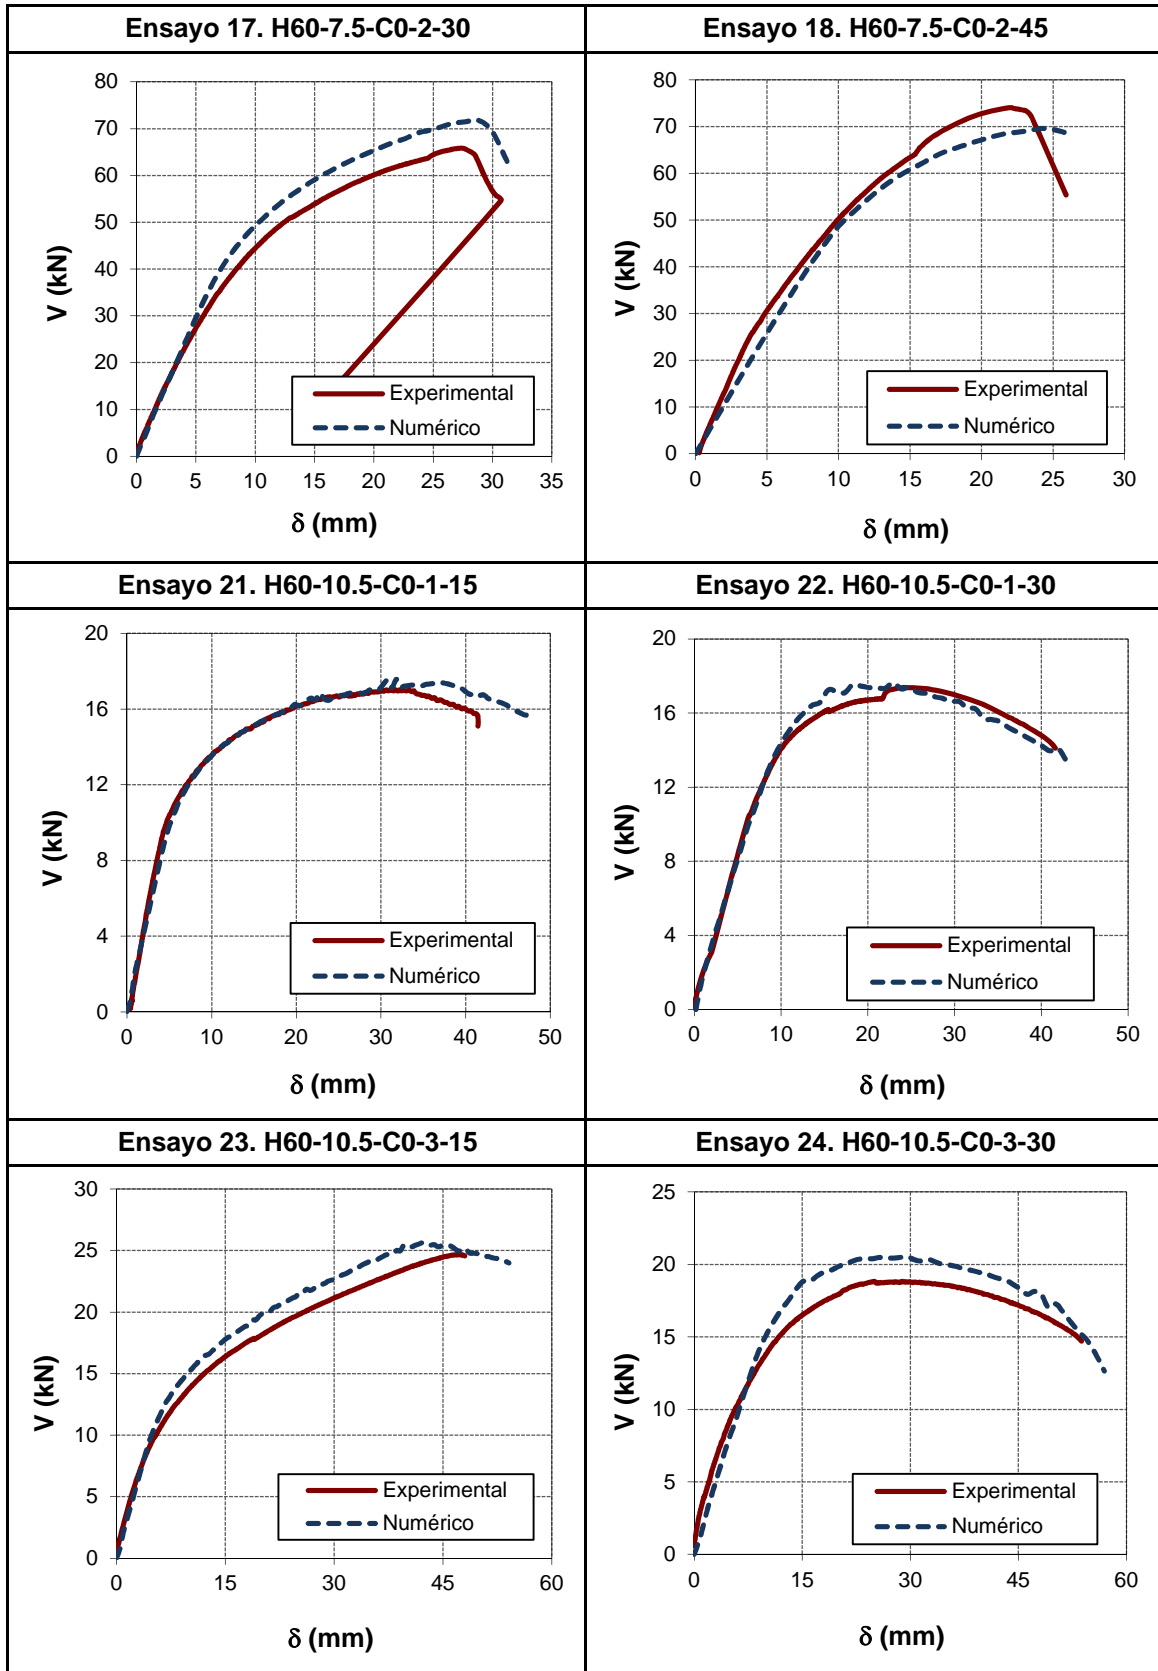 Ensayo 17. H60-7.5-C0-2-30
Ensayo 18. H60-7.5-C0-2-45
80
70
60
50
40
30
20
10
0
V (kN)
0 5 10 15 20 25 30 35
δ (mm)
Experimental
Numérico
80
70
60
50
40
30
20
10
0
V (kN)
0 5 10 15 20 25 30
δ (mm)
Experimental
Numérico
Ensayo 21. H60-10.5-C0-1-15
Ensayo 22. H60-10.5-C0-1-30
20
16
12
8
4
0
V (kN)
0 10 20 30 40 50
δ (mm)
Experimental
Numérico
20
16
12
8
4
0
V (kN)
0 10 20 30 40 50
δ (mm)
Experimental
Numérico
Ensayo 23. H60-10.5-C0-3-15
Ensayo 24. H60-10.5-C0-3-30
30
25
20
15
10
5
0
V (kN)
0 15 30 45 60
δ (mm)
Experimental
Numérico
25
20
15
10
5
0
V (kN)
0 15 30 45 60
δ (mm)
Experimental
Numérico